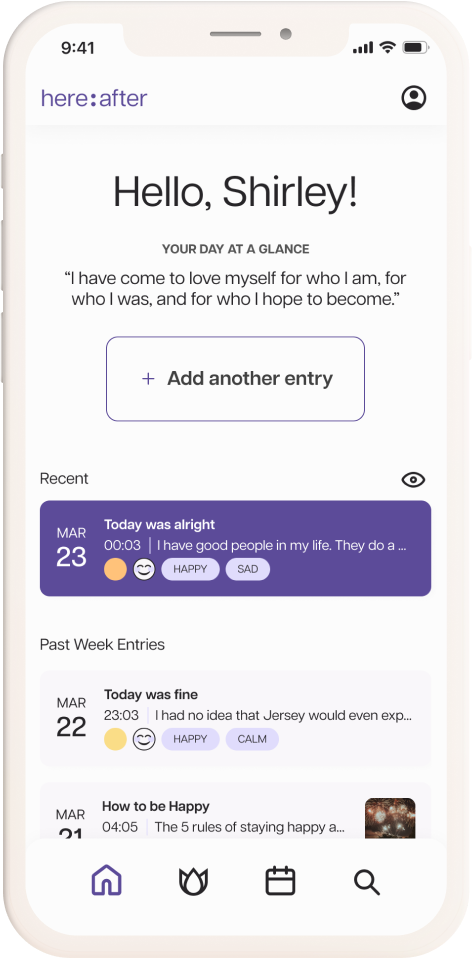 9:41
here:after
Hello, Shirley!
YOUR DAY AT A GLANCE
“I have come to love myself for who I am, for
who I was, and for who I hope to become.”
+ Add another entry
Recent
MAR
23
Today was alright
00:03 | I have good people in my life. They do a ...
HAPPY SAD
Past Week Entries
MAR
22
Today was fine
23:03 | I had no idea that Jersey would even exp...
HAPPY CALM
MAR
21
How to be Happy
04:05 | The 5 rules of staying happy a...